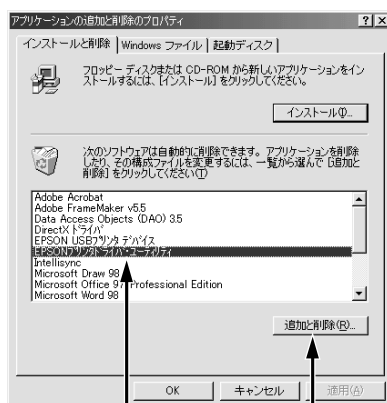 アプリケーションの追加と削除のプロパティ
インストールと削除
Windows ファイル
起動ディスク
フロッピー ディスクまたは CD-ROM から新しいアプリケーションをイン
ストールするには、[インストール] をクリックしてください。
インストール(I)...
次のソフトウェアは自動的に削除できます。アプリケーションを削除
したり、その構成ファイルを変更するには、一覧から選んで [追加と
削除] をクリックしてください(T)
Adobe Acrobat
Adobe FrameMaker v5.5
Data Access Objects (DAO) 3.5
DirectX ドライバ
EPSON USBプリンタ デバイス
EPSONプリンタドライバ・ユーティリティ
Intellisync
Microsoft Draw 98
Microsoft Office 97 Professional Edition
Microsoft Word 98
追加と削除(R)...
OK
キャンセル
適用(A)